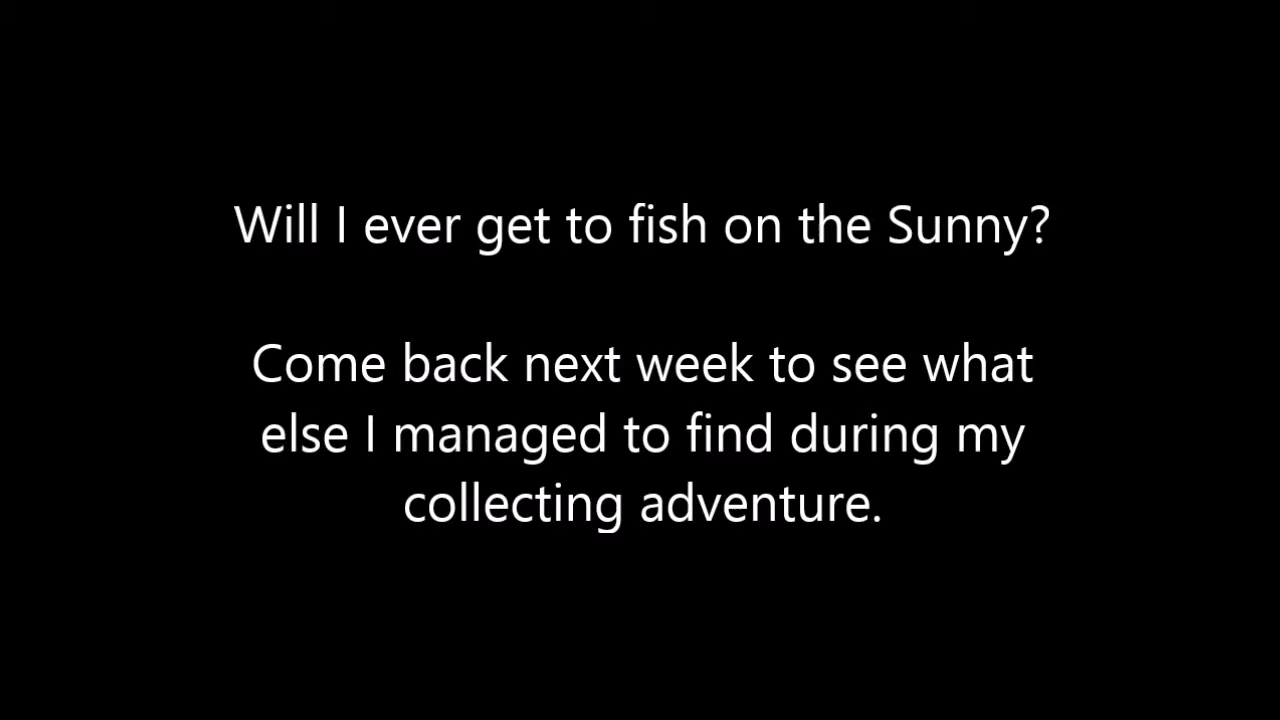 Will I ever get to fish on the Sunny?
Come back next week to see what
else I managed to find during my
collecting adventure.